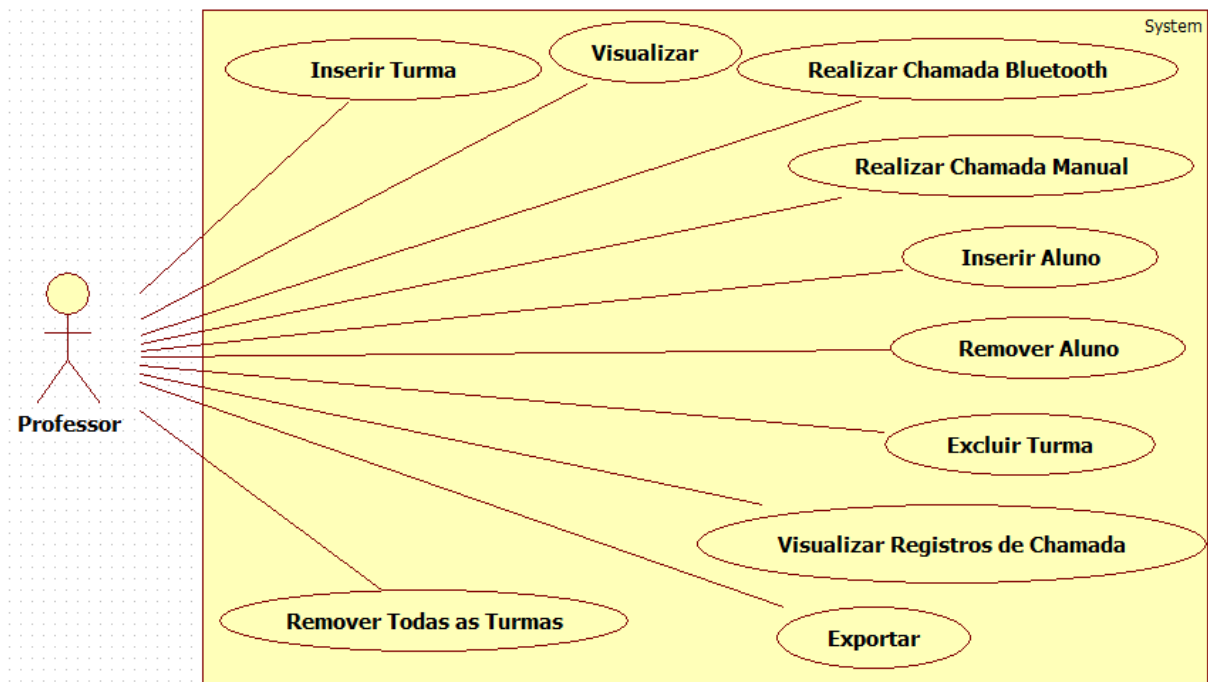 System
Inserir Turma
Visualizar
Realizar Chamada Bluetooth
Realizar Chamada Manual
Inserir Aluno
Remover Aluno
Professor
Excluir Turma
Visualizar Registros de Chamada
Remover Todas as Turmas
Exportar